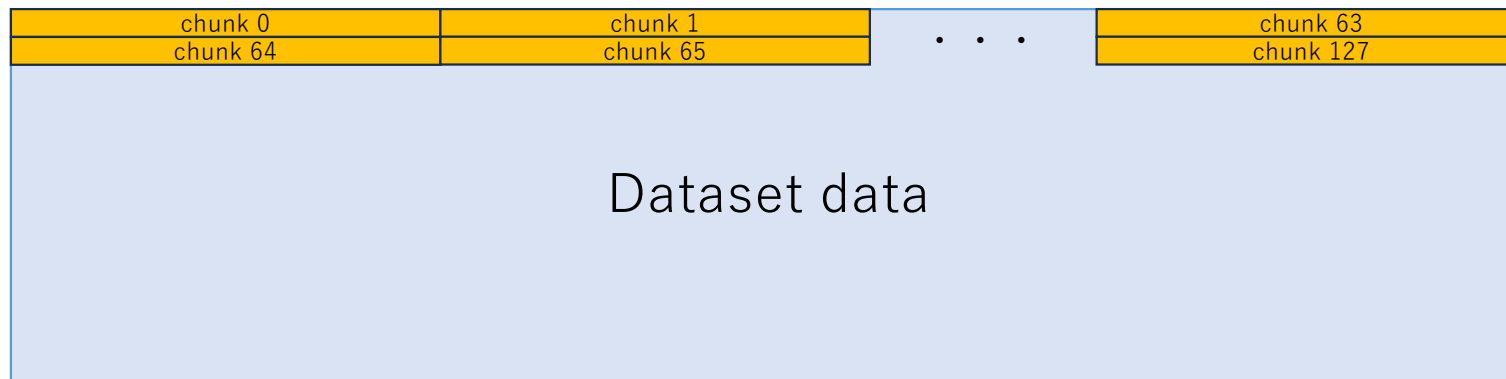 chunk 0 chunk 1 . . . chunk 63
chunk 64 chunk 65 chunk 127
Dataset data